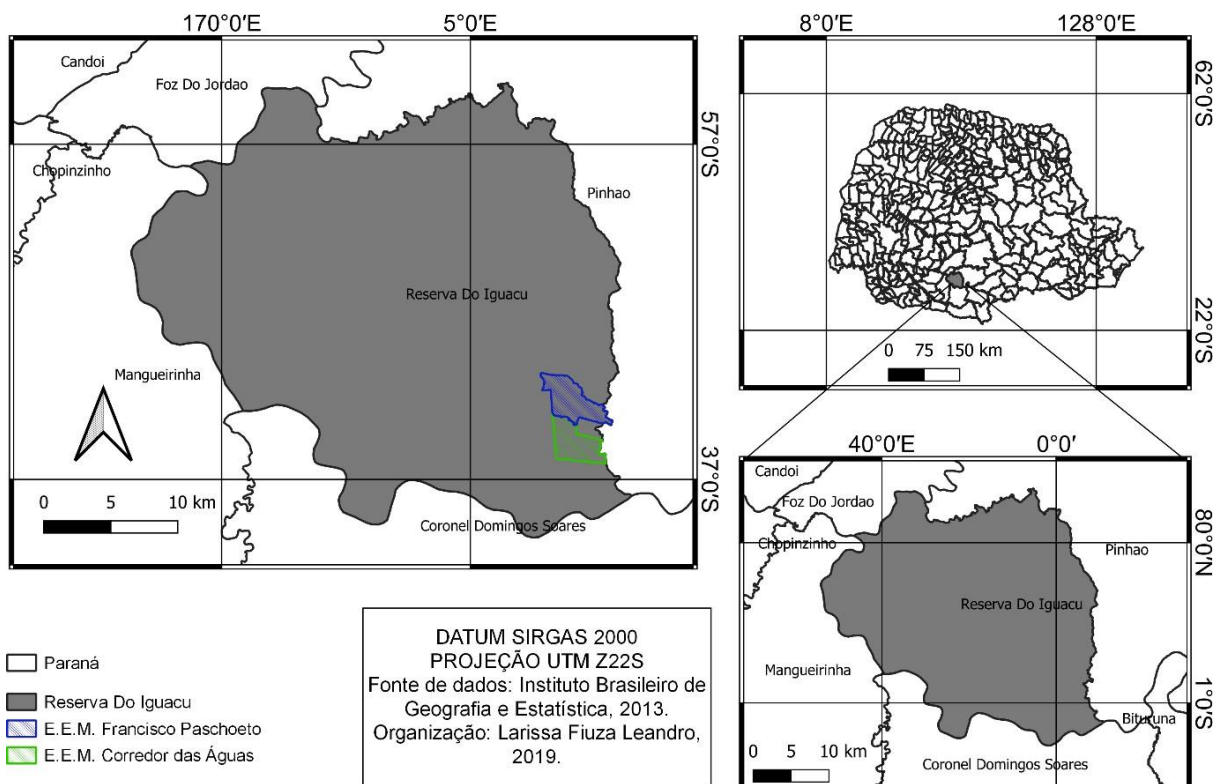 170°0'E 5°0'E
Candoi
Foz Do Jordao
57°0'S
Chopinzinho
Pinhao
Reserva Do Iguacu
Mangueirinha
0 5 10 km
37°0'S
Coronel Domingos Soares
8°0'E 128°0'E
62°0'S
22°0'S
0 75 150 km
40°0'E 0°0'
Candoi
Foz Do Jordao
80°0'N
Chopinzinho
Pinhao
Reserva Do Iguacu
Mangueirinha
1°0'S
Bituruna
Coronel Domingos Soares
0 5 10 km
Paraná
Reserva Do Iguacu
E.E.M. Francisco Paschoeto
E.E.M. Corredor das Águas
DATUM SIRGAS 2000
PROJEÇÃO UTM Z22S
Fonte de dados: Instituto Brasileiro de
Geografia e Estatística, 2013.
Organização: Larissa Fiuza Leandro,
2019.